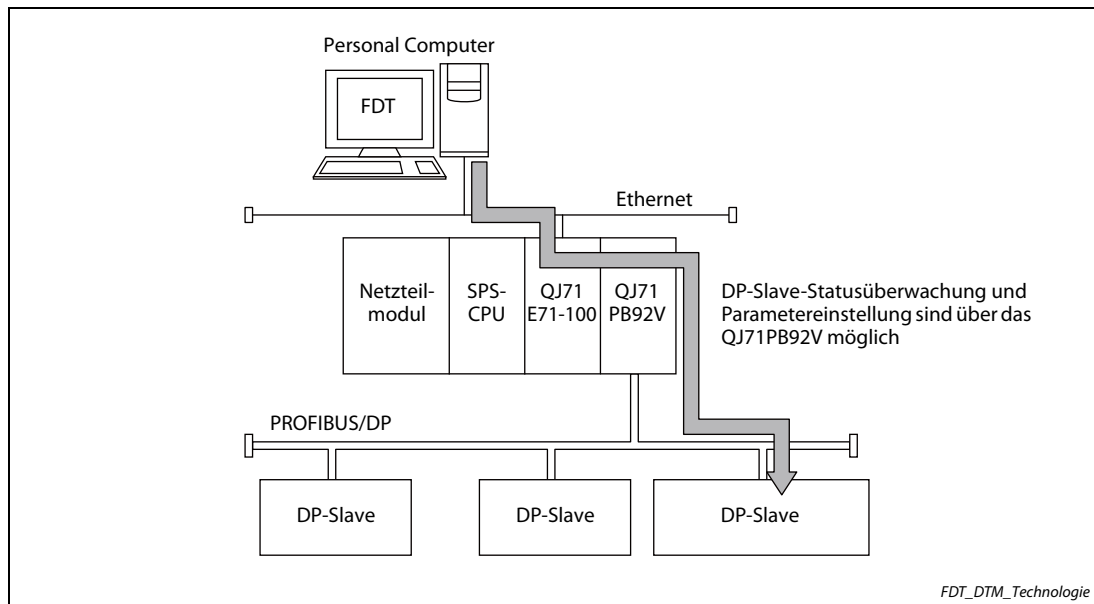 Personal Computer
FDT
Ethernet
Netzteil-
modul
SPS-
CPU
QJ71
E71-100
QJ71
PB92V
DP-Slave-Statusüberwachung und
Parametereinstellung sind über das
QJ71PB92V möglich
PROFIBUS/DP
DP-Slave
DP-Slave
DP-Slave
FDT_DTM_Technologie